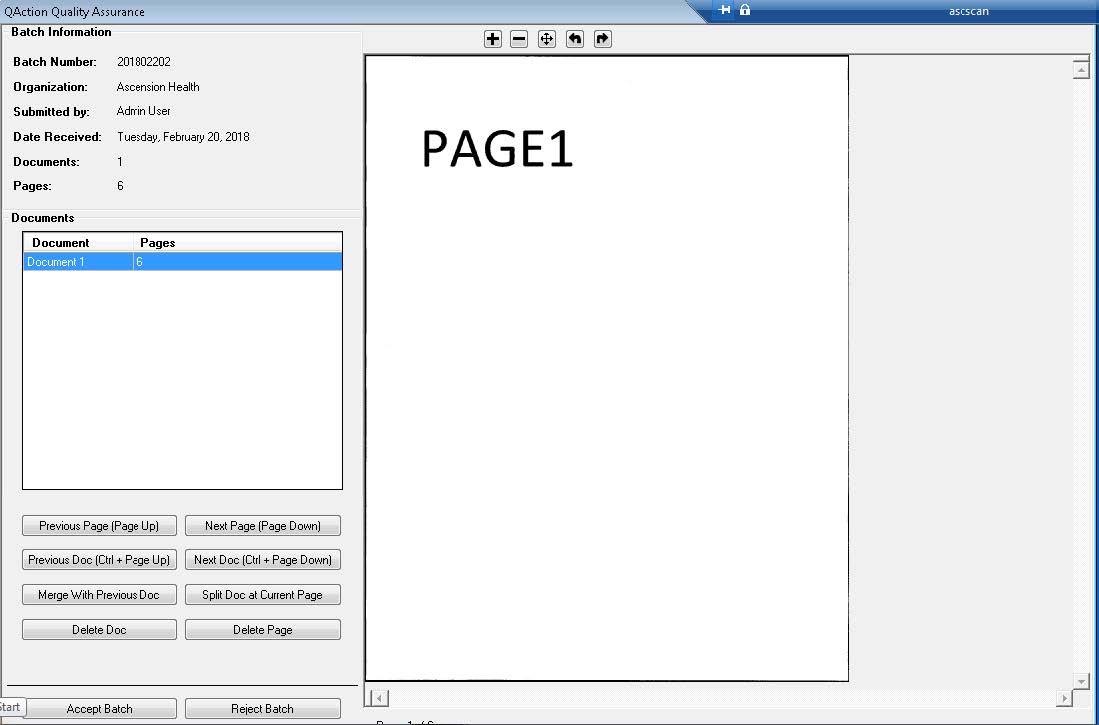 QAction Quality Assurance
ascscan
Batch Information
Batch Number: 201802202
Organization: Ascension Health
Submitted by: Admin User
Date Received: Tuesday, February 20, 2018
Documents: 1
Pages: 6
Documents
Document Pages
Document 1 6
Previous Page (Page Up) Next Page (Page Down)
Previous Doc (Ctrl + Page Up) Next Doc (Ctrl + Page Down)
Merge With Previous Doc Split Doc at Current Page
Delete Doc Delete Page
Start Accept Batch Reject Batch
PAGE1